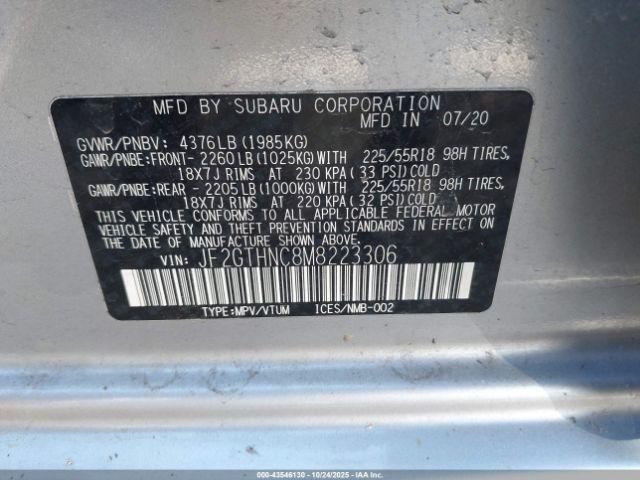 MFD BY SUBARU CORPORATION
MFD IN 07/20
GVWR/PNBV: 4376LB (1985KG)
GAWR/PNBE:FRONT- 2260LB (1025KG) WITH 225/55R18 98H TIRES,
18X7J RIMS AT 230 KPA (33 PSI) COLD
GAWR/PNBE:REAR - 2205LB (1000KG) WITH 225/55R18 98H TIRES,
18X7J RIMS AT 220 KPA (32 PSI) COLD
THIS VEHICLE CONFORMS TO ALL APPLICABLE FEDERAL MOTOR
VEHICLE SAFETY AND THEFT PREVENTION STANDARDS IN EFFECT ON
THE DATE OF MANUFACTURE SHOWN ABOVE.
VIN: JF2GTHNC8M8223306
TYPE:MPV/VTUM ICES/NMB-002
000-43546130 - 10/24/2025 - IAA Inc.